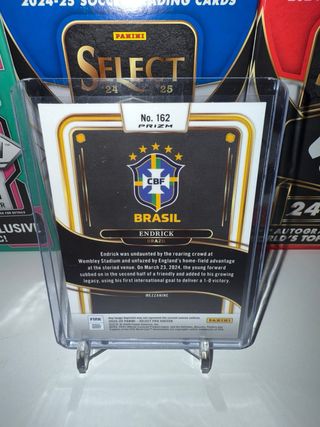 2024-25 SOCCER TRADING CARDS
PANINI
SELECT
24 25
No. 162
PRIZM
CBF
BRASIL
ENDRICK
BRAZIL
Endrick was undaunted by the roaring crowd at
Wembley Stadium and unfazed by England's home-field advantage
at the storied venue. On March 23, 2024, the young forward
subbed on in the second half of a friendly and added to his growing
legacy, using his first international goal to deliver a 1-0 victory.
MEZZANINE
FIFA
PANINI
EXCLUSIVE
24
AUTOGRA
WORLD'S TOP